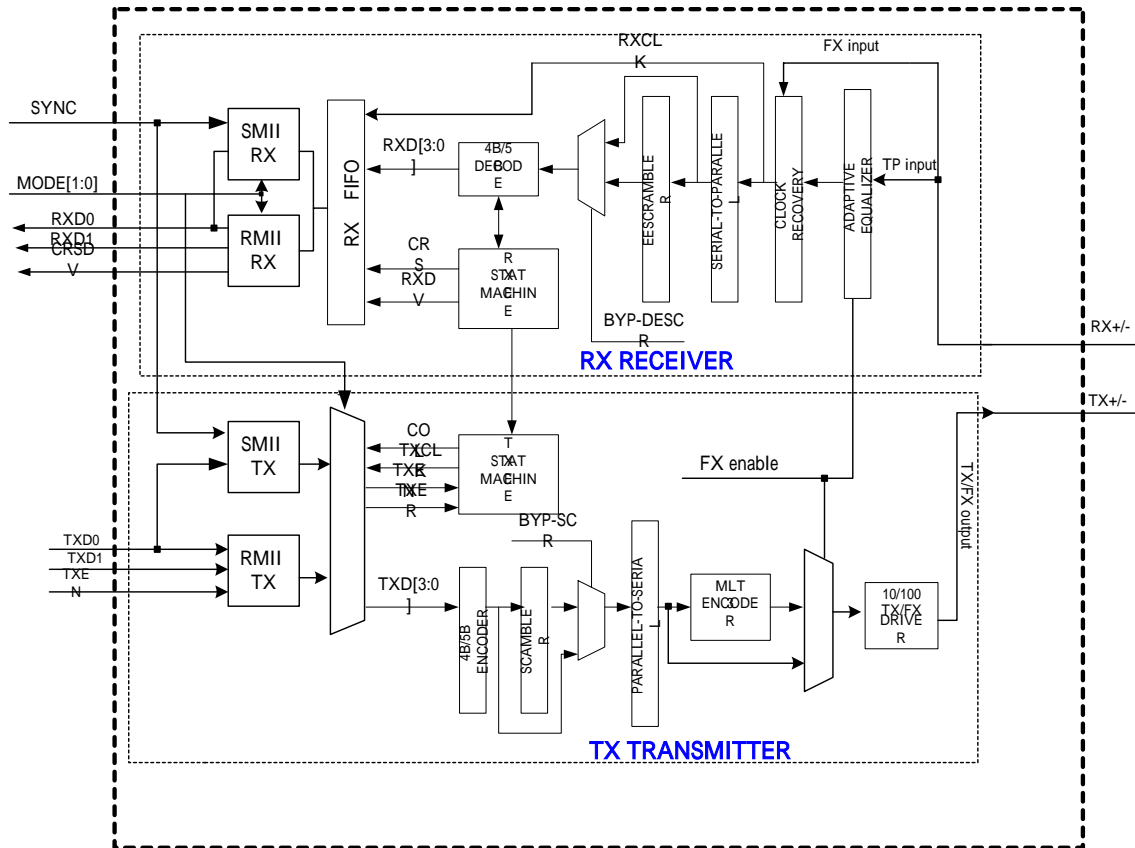 RXCL
K
FX input
SYNC
SMII
RX
RX FIFO
RXD[3:0
]
4B/5
B
DECOD
E
EESCRAMBLE
R
SERIAL-TO-PARALLE
L
CLOCK
RECOVERY
ADAPTIVE
EQUALIZER
TP input
MODE[1:0]
RXD0
RXD1
CRSD
V
RMII
RX
CR
S
RXD
V
RX
STAT
E
MACHIN
E
BYP-DESC
R
RX RECEIVER
RX+/-
TX+/-
SMII
TX
CO
L
TXCL
K
TXE
N
TXE
R
TX
STAT
E
MACHIN
E
FX enable
TX/FX output
BYP-SC
R
TXD0
TXD1
TXE
N
RMII
TX
TXD[3:0
]
4B/5B
ENCODER
SCAMBLE
R
PARALLEL-TO-SERIA
L
MLT
3
ENCODE
R
10/100
TX/FX
DRIVE
R
TX TRANSMITTER